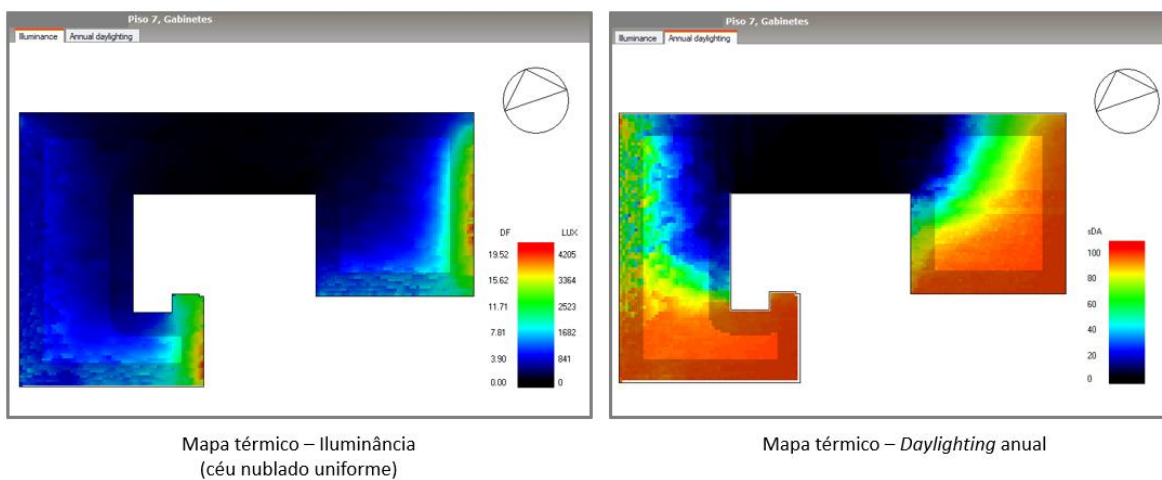 Piso 7, Gabinetes
Illuminance Annual daylighting
DF LUX
19.52 4205
15.62 3364
11.71 2523
7.81 1682
3.90 841
0.00 0
Mapa térmico – Iluminância
(céu nublado uniforme)
Piso 7, Gabinetes
Illuminance Annual daylighting
sDA
100
80
60
40
20
0
Mapa térmico – Daylighting anual